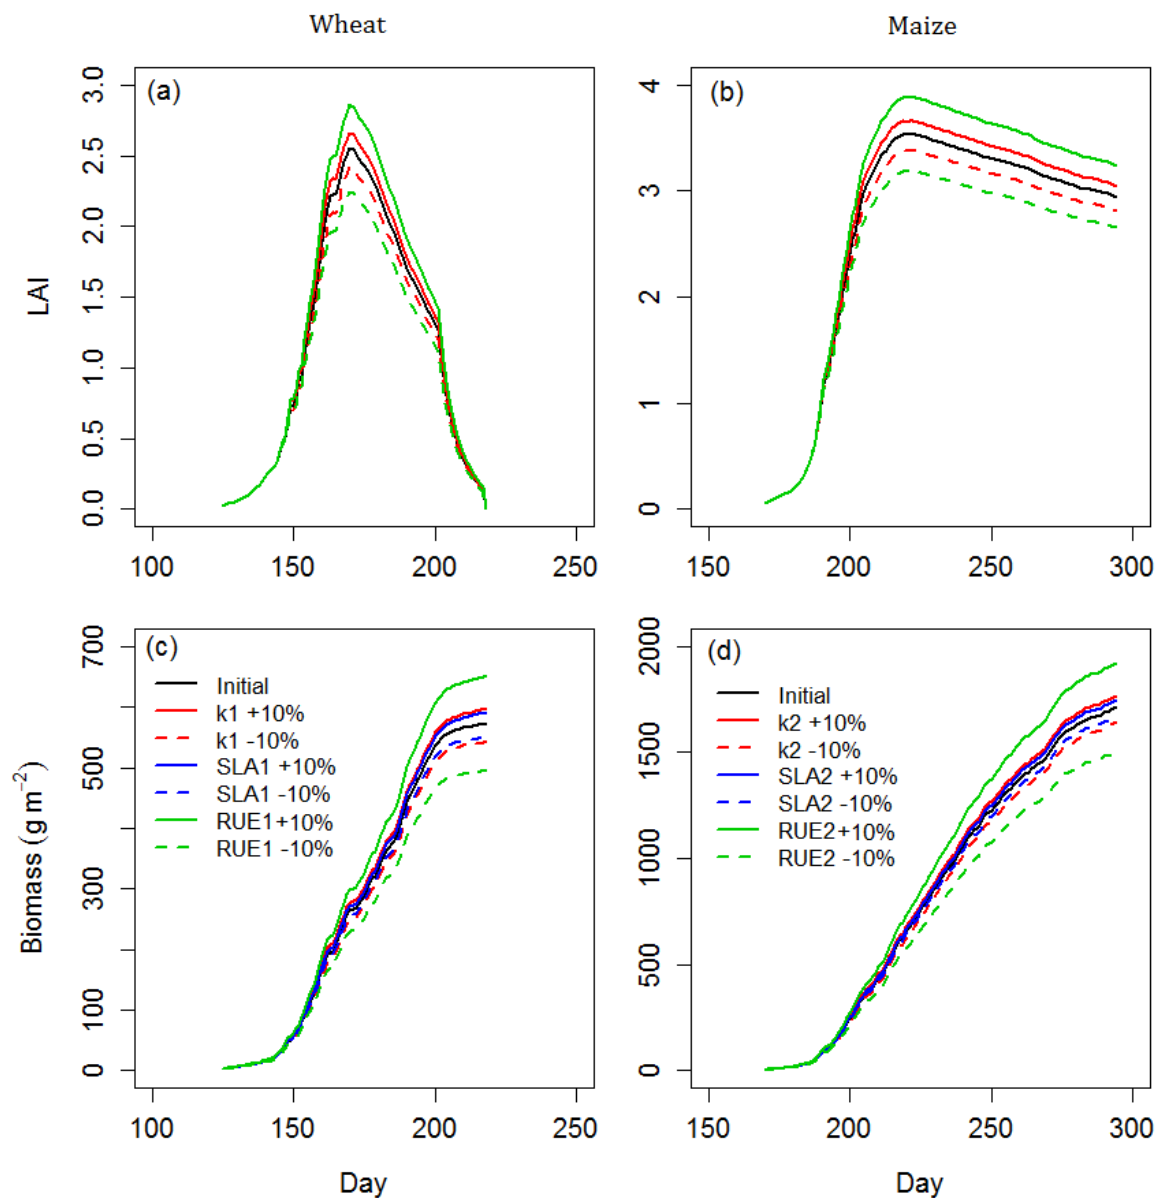 Wheat
Maize
(a)
(b)
LAI
0.0 0.5 1.0 1.5 2.0 2.5 3.0
0 1 2 3 4
100 150 200 250
150 200 250 300
(c)
Initial
k1 +10%
k1 -10%
SLA1 +10%
SLA1 -10%
RUE1+10%
RUE1 -10%
(d)
Initial
k2 +10%
k2 -10%
SLA2 +10%
SLA2 -10%
RUE2+10%
RUE2 -10%
Biomass (g m⁻²)
0 100 300 500 700
0 500 1000 1500 2000
100 150 200 250
150 200 250 300
Day
Day